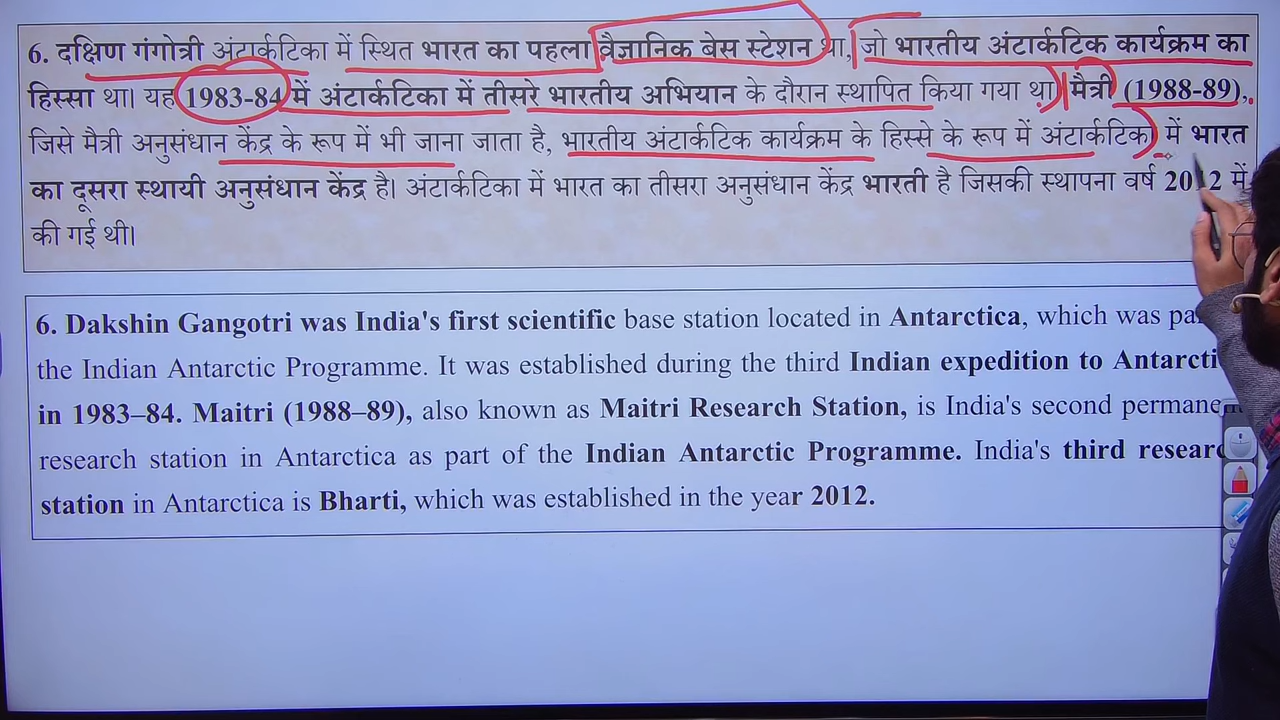 6. दक्षिण गंगोत्री अंटार्कटिका में स्थित भारत का पहला वैज्ञानिक बेस स्टेशन था, जो भारतीय अंटार्कटिक कार्यक्रम का
हिस्सा था। यह 1983-84 में अंटार्कटिका में तीसरे भारतीय अभियान के दौरान स्थापित किया गया था। मैत्री (1988-89),
जिसे मैत्री अनुसंधान केंद्र के रूप में भी जाना जाता है, भारतीय अंटार्कटिक कार्यक्रम के हिस्से के रूप में अंटार्कटिक में भारत
का दूसरा स्थायी अनुसंधान केंद्र है। अंटार्कटिका में भारत का तीसरा अनुसंधान केंद्र भारती है जिसकी स्थापना वर्ष 2012 में
की गई थी।
6. Dakshin Gangotri was India's first scientific base station located in Antarctica, which was
the Indian Antarctic Programme. It was established during the third Indian expedition to
in 1983–84. Maitri (1988–89), also known as Maitri Research Station, is India's second
research station in Antarctica as part of the Indian Antarctic Programme. India's third
station in Antarctica is Bharti, which was established in the year 2012.